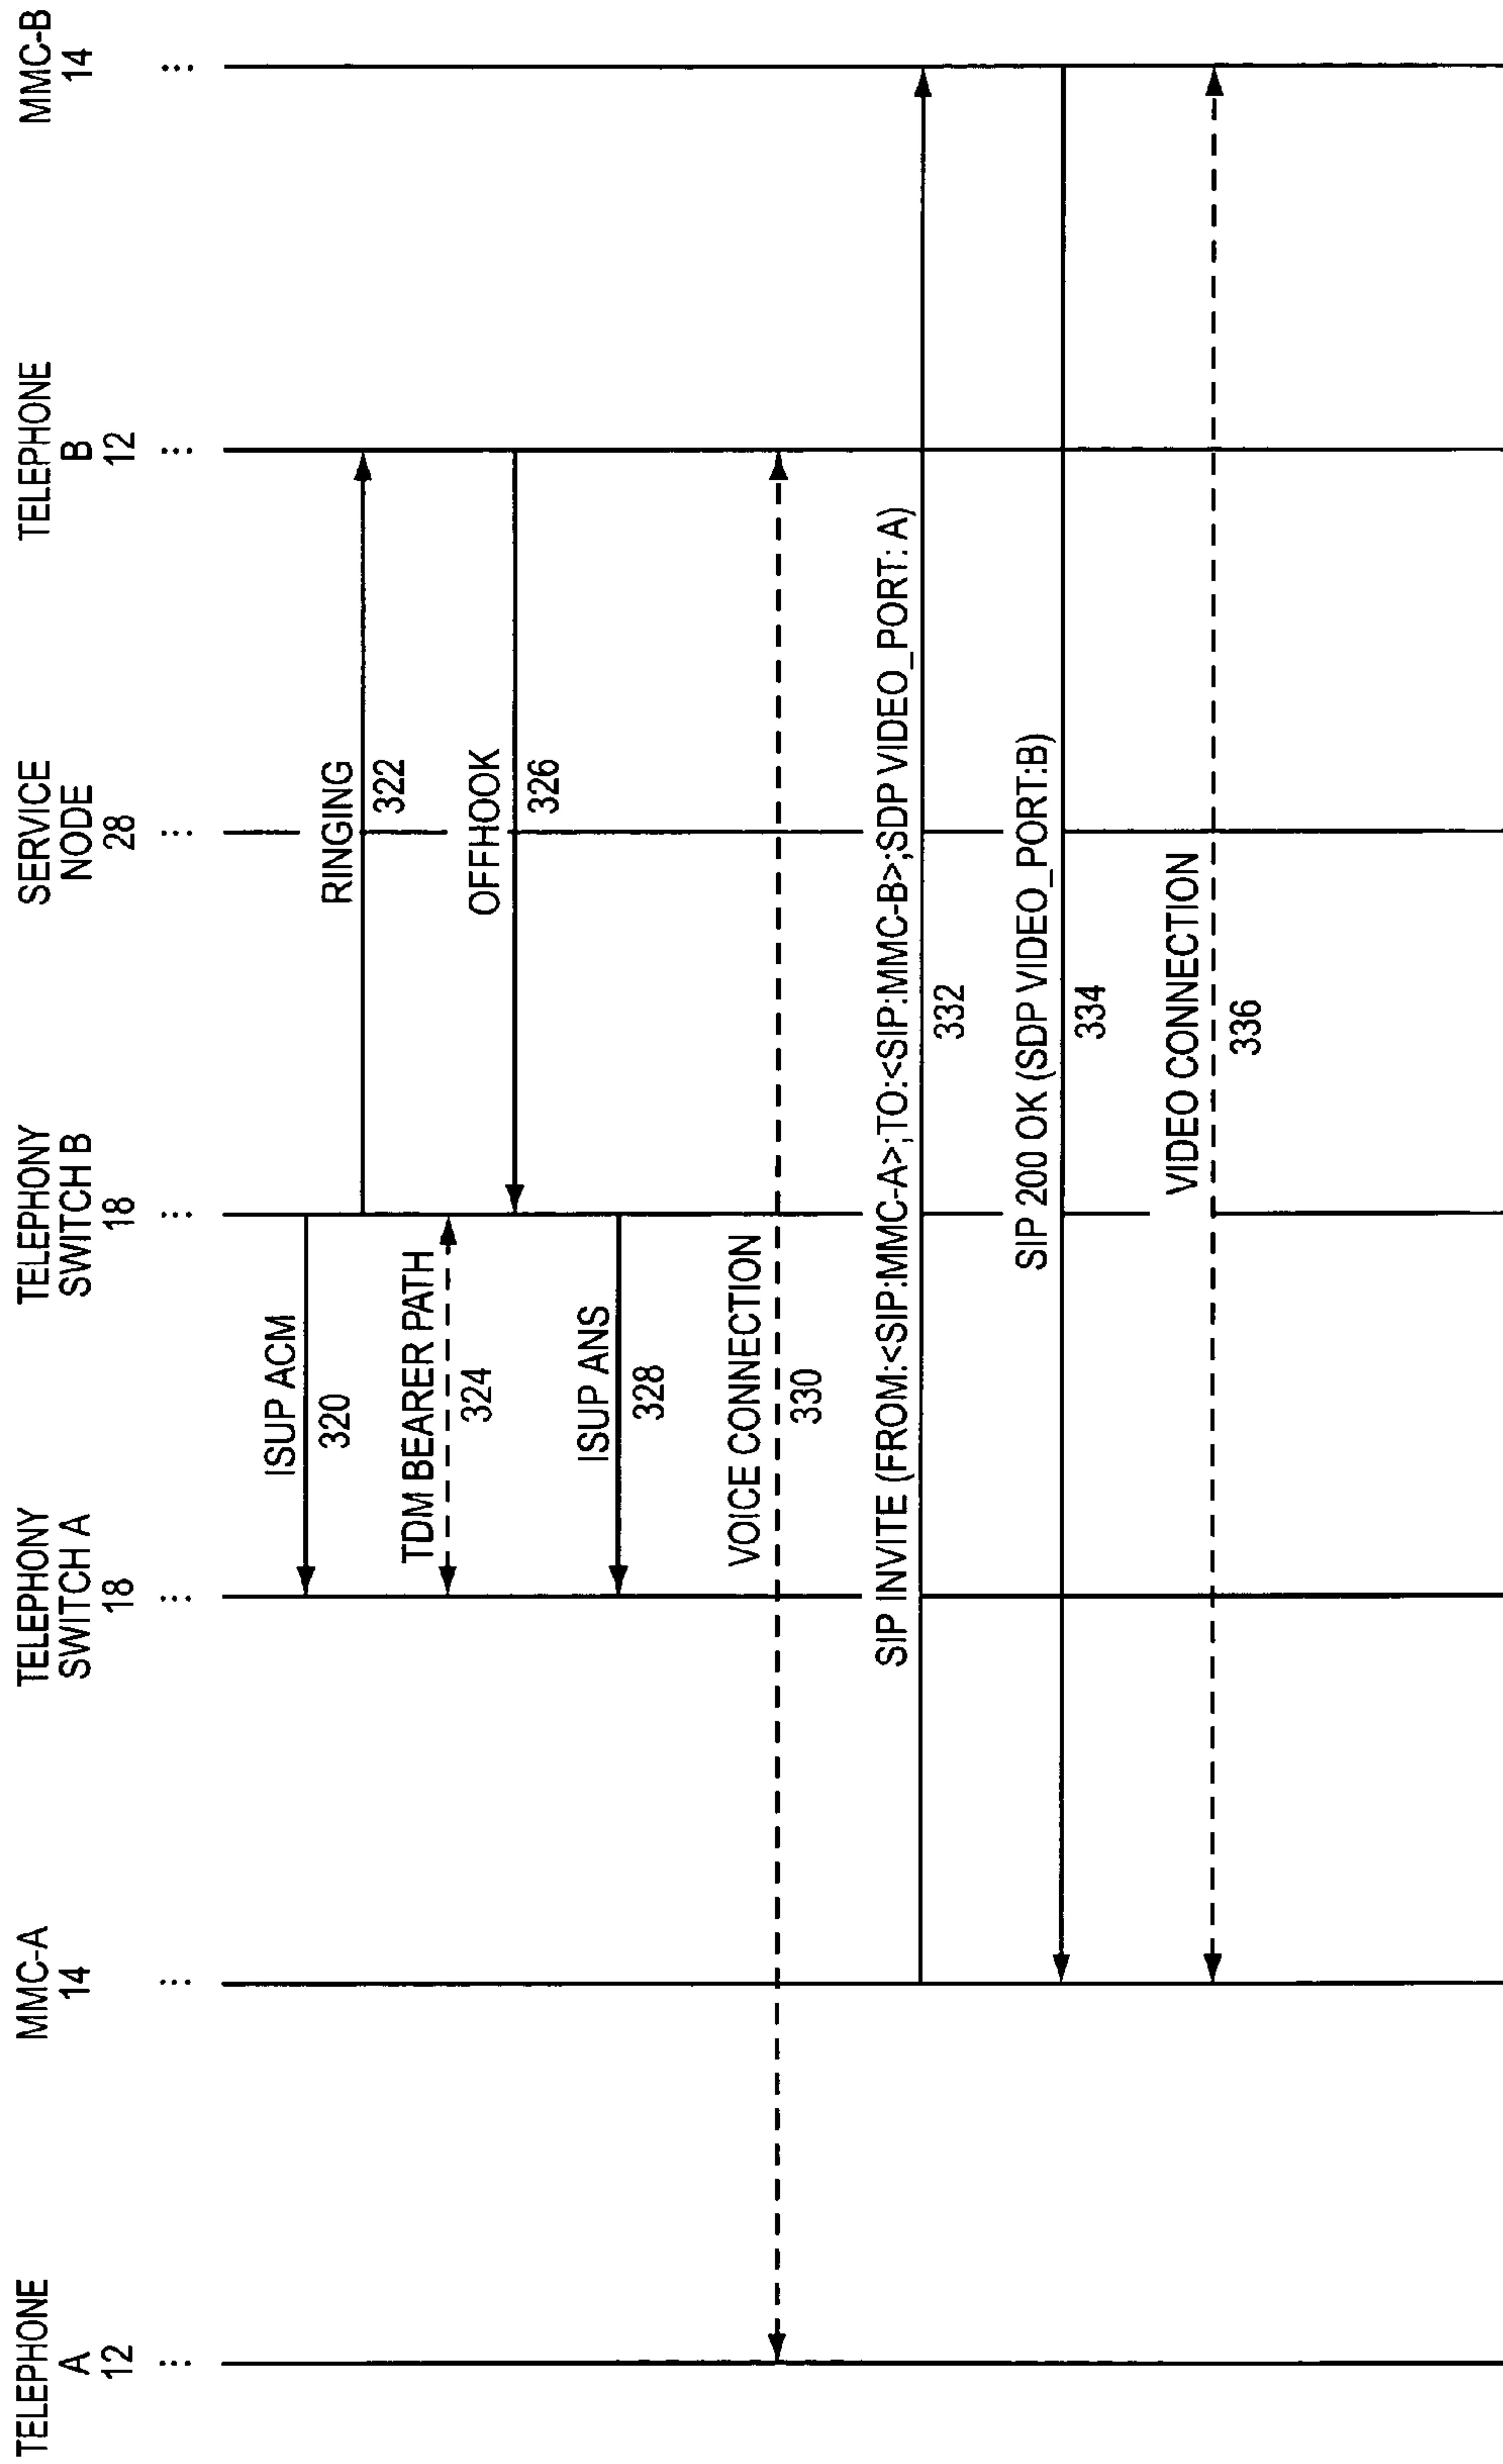 TELEPHONE
A
12
MMC-A
14
TELEPHONY
SWITCH A
18
TELEPHONY
SWITCH B
18
SERVICE
NODE
28
TELEPHONE
B
12
MMC-B
14
ISUP ACM
320
RINGING
322
TDM BEARER PATH
324
OFFHOOK
326
ISUP ANS
328
VOICE CONNECTION
330
SIP INVITE (FROM:<SIP:MMC-A>;TO:<SIP:MMC-B>;SDP VIDEO_PORT: A)
332
SIP 200 OK (SDP VIDEO_PORT:B)
334
VIDEO CONNECTION
336